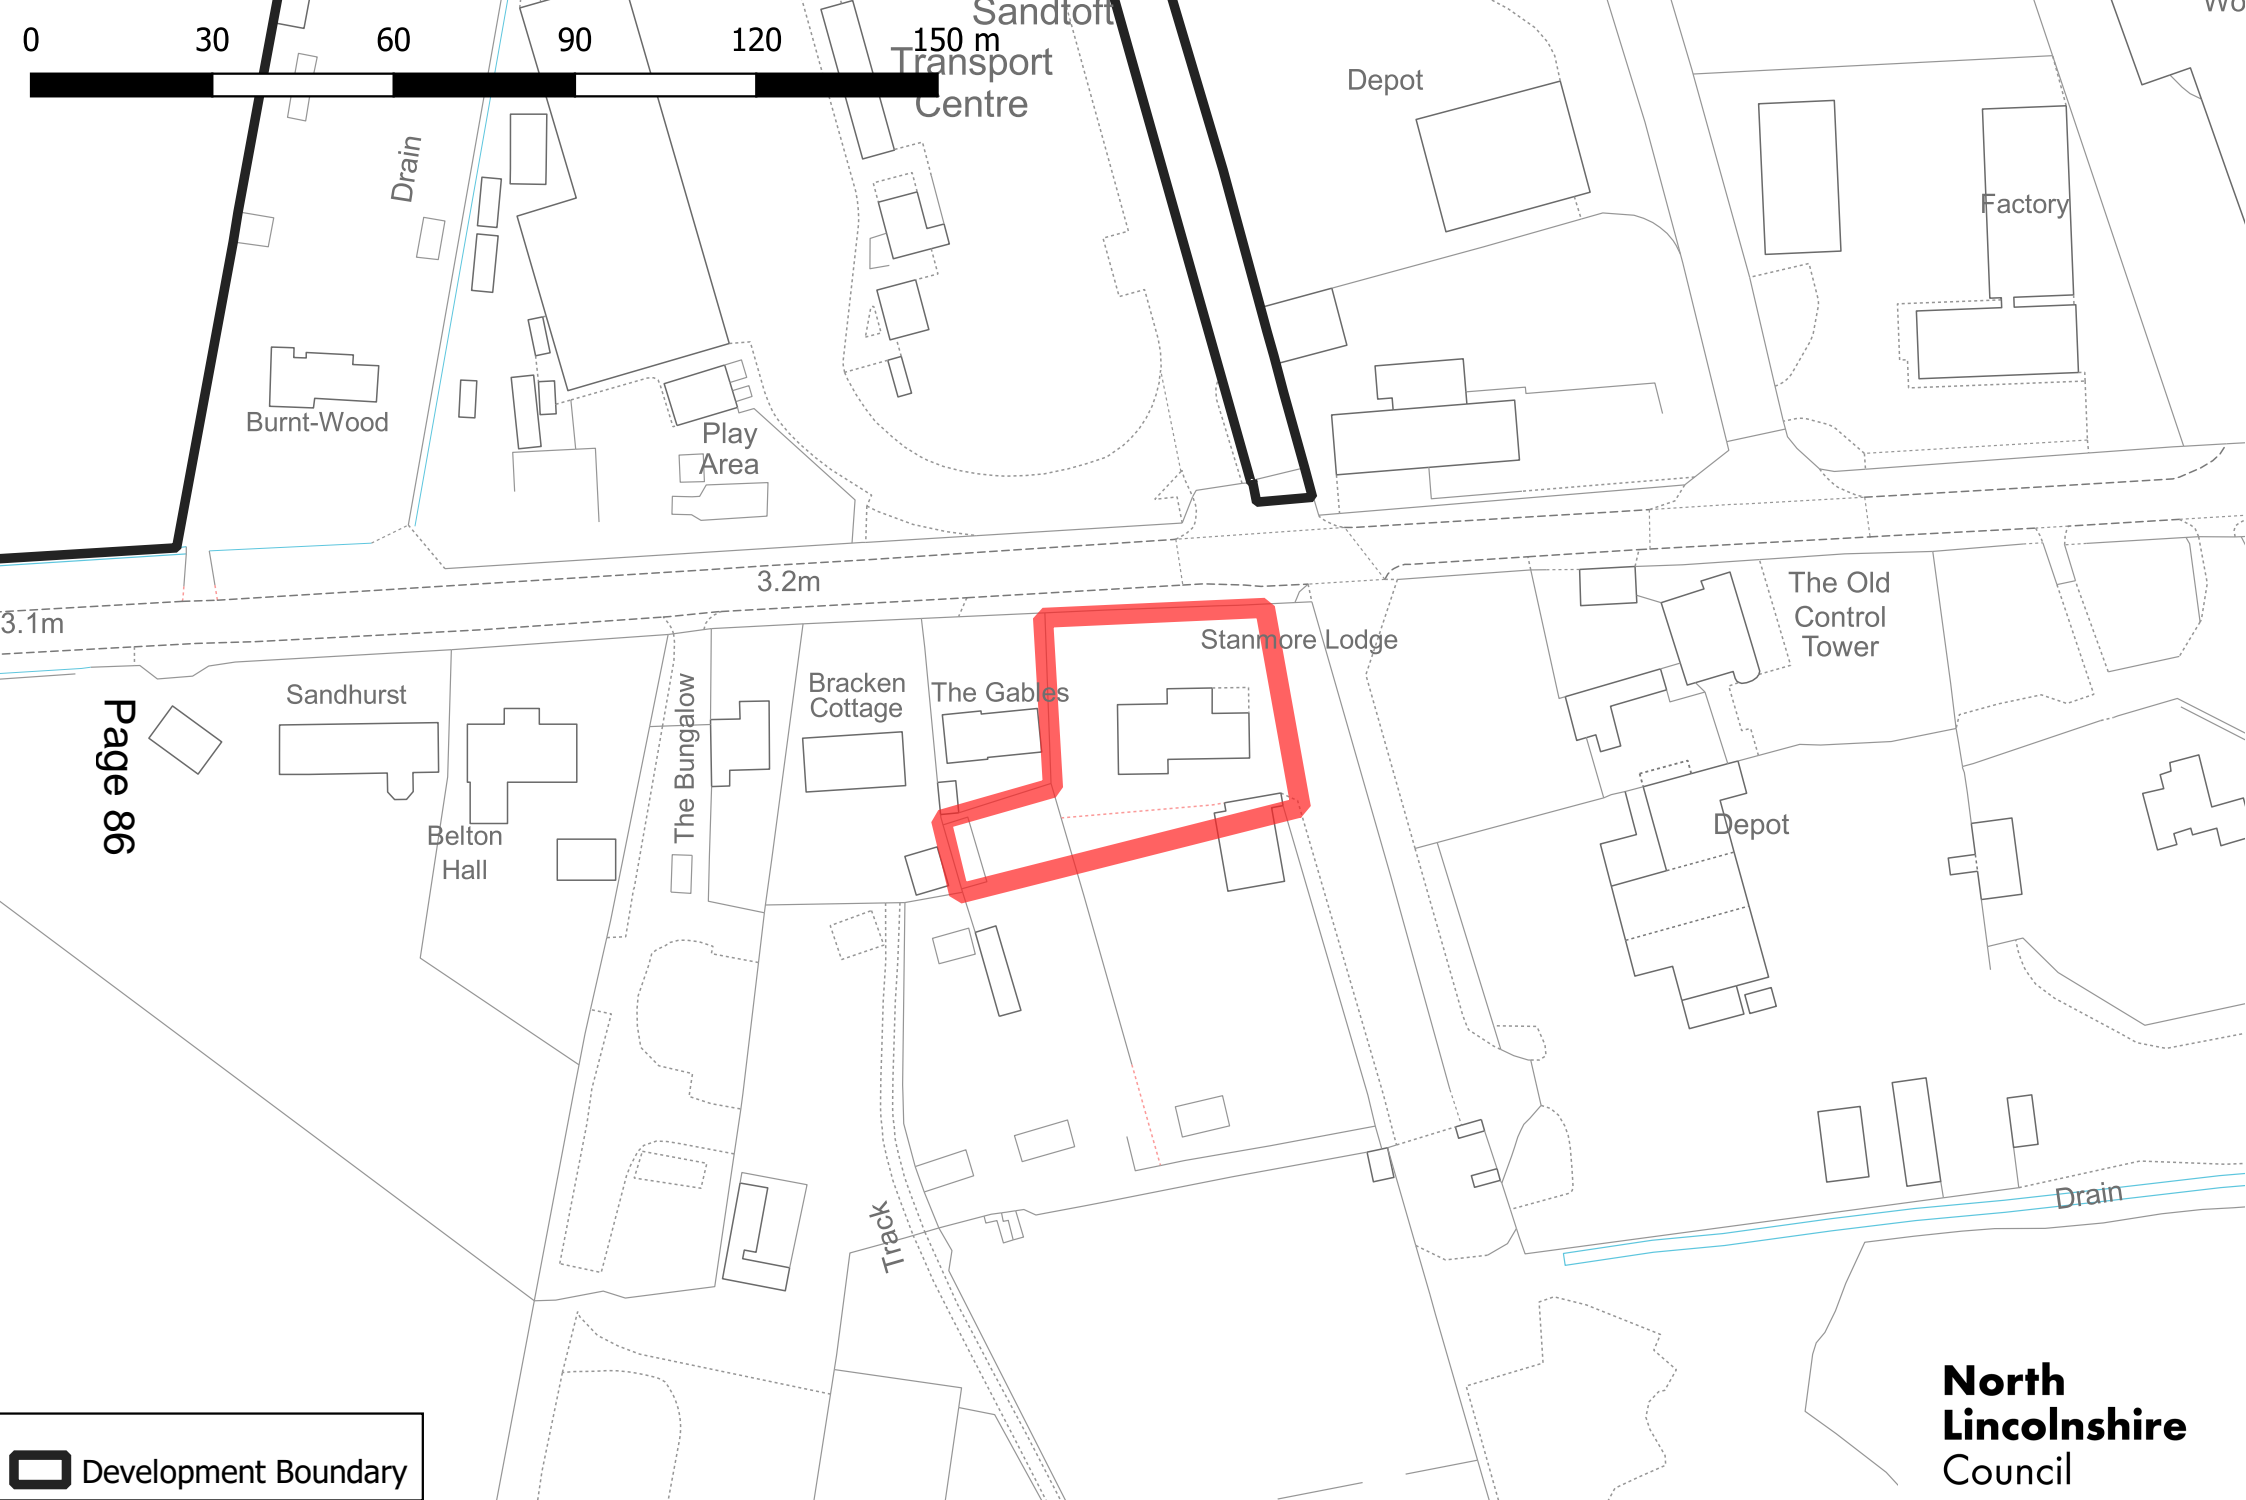 Sandtoft
Transport
Centre
0 30 60 90 120 150 m
Depot
Drain
Factory
Burnt-Wood
Play
Area
3.2m
3.1m
The Old
Control
Tower
Stanmore Lodge
Sandhurst
The Bungalow
Bracken
Cottage
The Gables
Page 86
Belton
Hall
Depot
Track
Drain
Development Boundary
North
Lincolnshire
Council